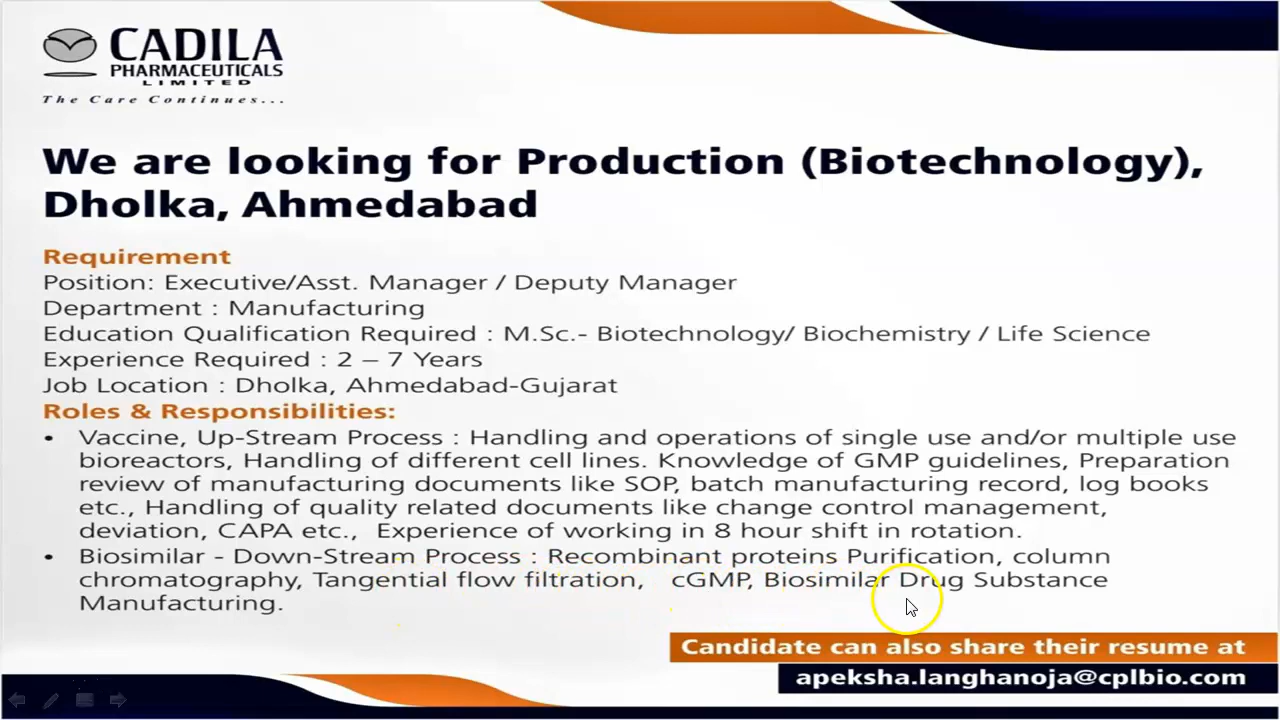 CADILA
PHARMACEUTICALS
LIMITED
The Care Continues...
We are looking for Production (Biotechnology),
Dholka, Ahmedabad
Requirement
Position: Executive/Asst. Manager / Deputy Manager
Department : Manufacturing
Education Qualification Required : M.Sc.- Biotechnology/ Biochemistry / Life Science
Experience Required : 2 – 7 Years
Job Location : Dholka, Ahmedabad-Gujarat
Roles & Responsibilities:
• Vaccine, Up-Stream Process : Handling and operations of single use and/or multiple use
bioreactors, Handling of different cell lines. Knowledge of GMP guidelines, Preparation
review of manufacturing documents like SOP, batch manufacturing record, log books
etc., Handling of quality related documents like change control management,
deviation, CAPA etc., Experience of working in 8 hour shift in rotation.
• Biosimilar - Down-Stream Process : Recombinant proteins Purification, column
chromatography, Tangential flow filtration, cGMP, Biosimilar Drug Substance
Manufacturing.
Candidate can also share their resume at
apeksha.langhanoja@cplbio.com